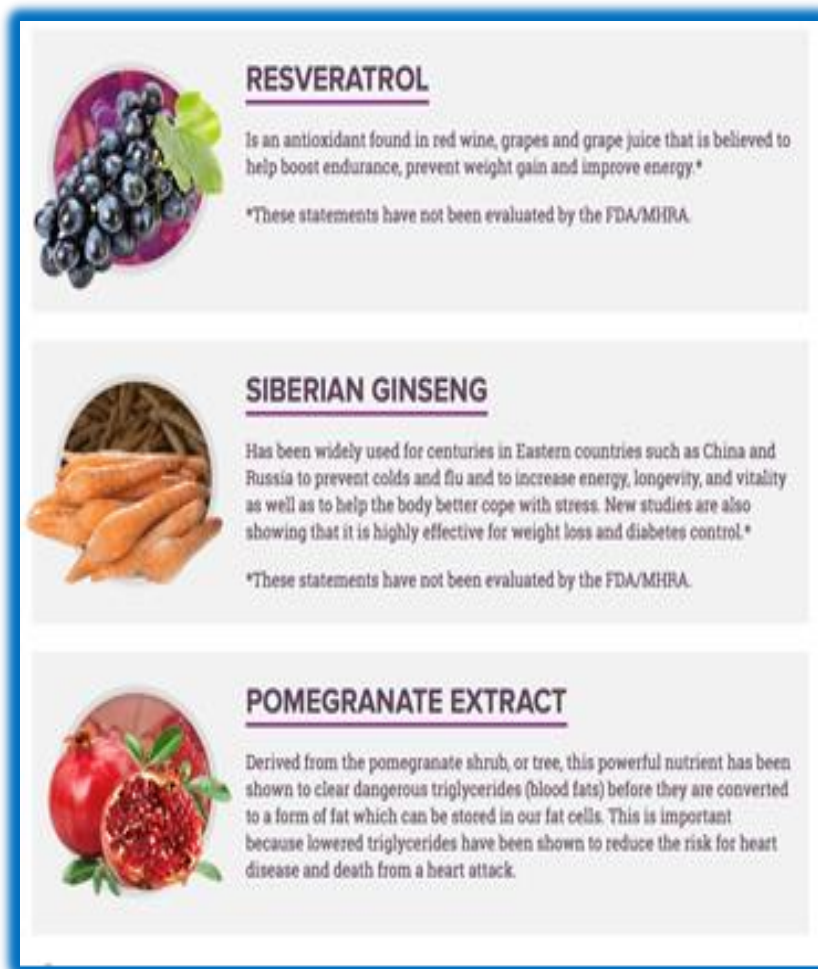 RESVERATROL
Is an antioxidant found in red wine, grapes and grape juice that is believed to
help boost endurance, prevent weight gain and improve energy.*
*These statements have not been evaluated by the FDA/MHRA.
SIBERIAN GINSENG
Has been widely used for centuries in Eastern countries such as China and
Russia to prevent colds and flu and to increase energy, longevity, and vitality
as well as to help the body better cope with stress. New studies are also
showing that it is highly effective for weight loss and diabetes control.*
*These statements have not been evaluated by the FDA/MHRA.
POMEGRANATE EXTRACT
Derived from the pomegranate shrub, or tree, this powerful nutrient has been
shown to clear dangerous triglycerides (blood fats) before they are converted
to a form of fat which can be stored in our fat cells. This is important
because lowered triglycerides have been shown to reduce the risk for heart
disease and death from a heart attack.